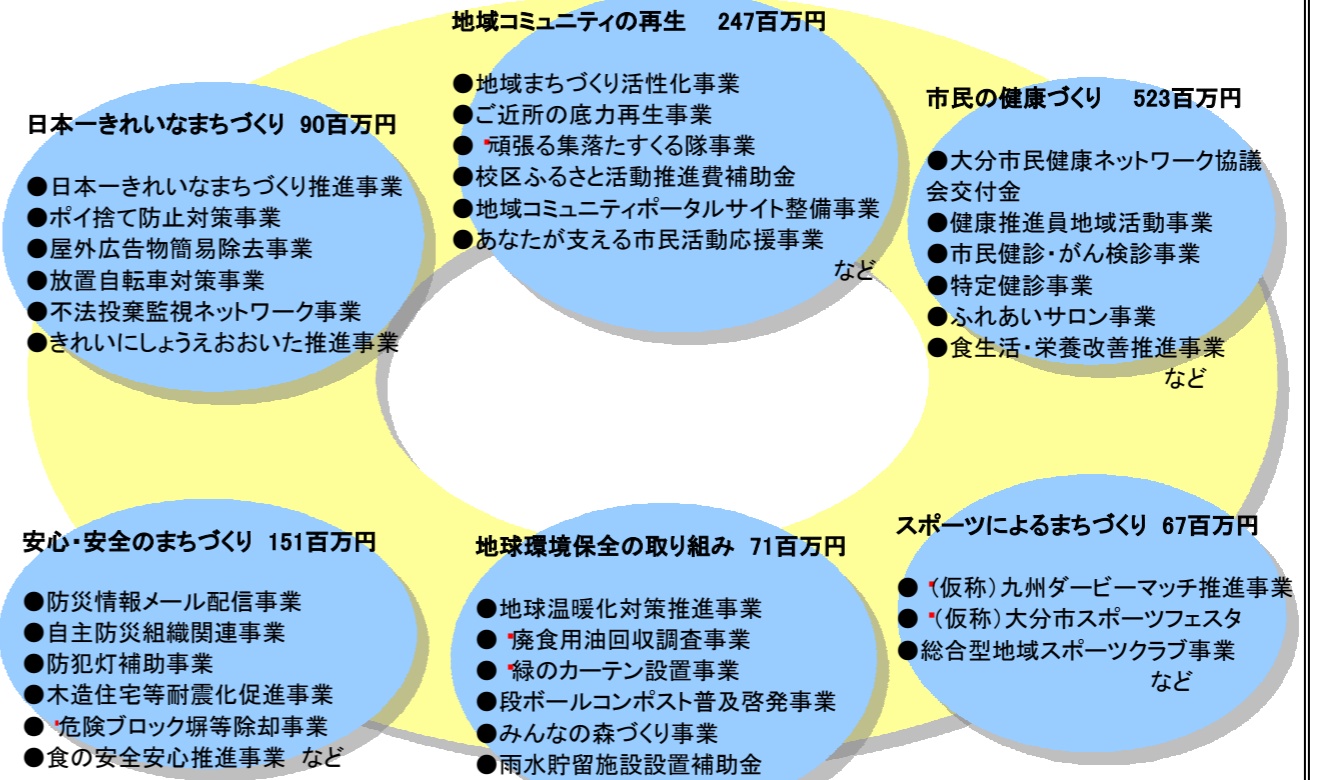 地域コミュニティの再生　247百万円
●地域まちづくり活性化事業
●ご近所の底力再生事業
●頑張る集落たすくる隊事業
●校区ふるさと活動推進費補助金
●地域コミュニティポータルサイト整備事業
●あなたが支える市民活動応援事業
など
日本一きれいなまちづくり 90百万円
●日本一きれいなまちづくり推進事業
●ポイ捨て防止対策事業
●屋外広告物簡易除去事業
●放置自転車対策事業
●不法投棄監視ネットワーク事業
●きれいにしょうえおおいた推進事業
市民の健康づくり　523百万円
●大分市民健康ネットワーク協議
会交付金
●健康推進員地域活動事業
●市民健診・がん検診事業
●特定健診事業
●ふれあいサロン事業
●食生活・栄養改善推進事業
など
安心・安全のまちづくり 151百万円
●防災情報メール配信事業
●自主防災組織関連事業
●防犯灯補助事業
●木造住宅等耐震化促進事業
●危険ブロック塀等除却事業
●食の安全安心推進事業 など
地球環境保全の取り組み 71百万円
●地球温暖化対策推進事業
●廃食用油回収調査事業
●緑のカーテン設置事業
●段ボールコンポスト普及啓発事業
●みんなの森づくり事業
●雨水貯留施設設置補助金
スポーツによるまちづくり 67百万円
●(仮称)九州ダービーマッチ推進事業
●(仮称)大分市スポーツフェスタ
●総合型地域スポーツクラブ事業
など